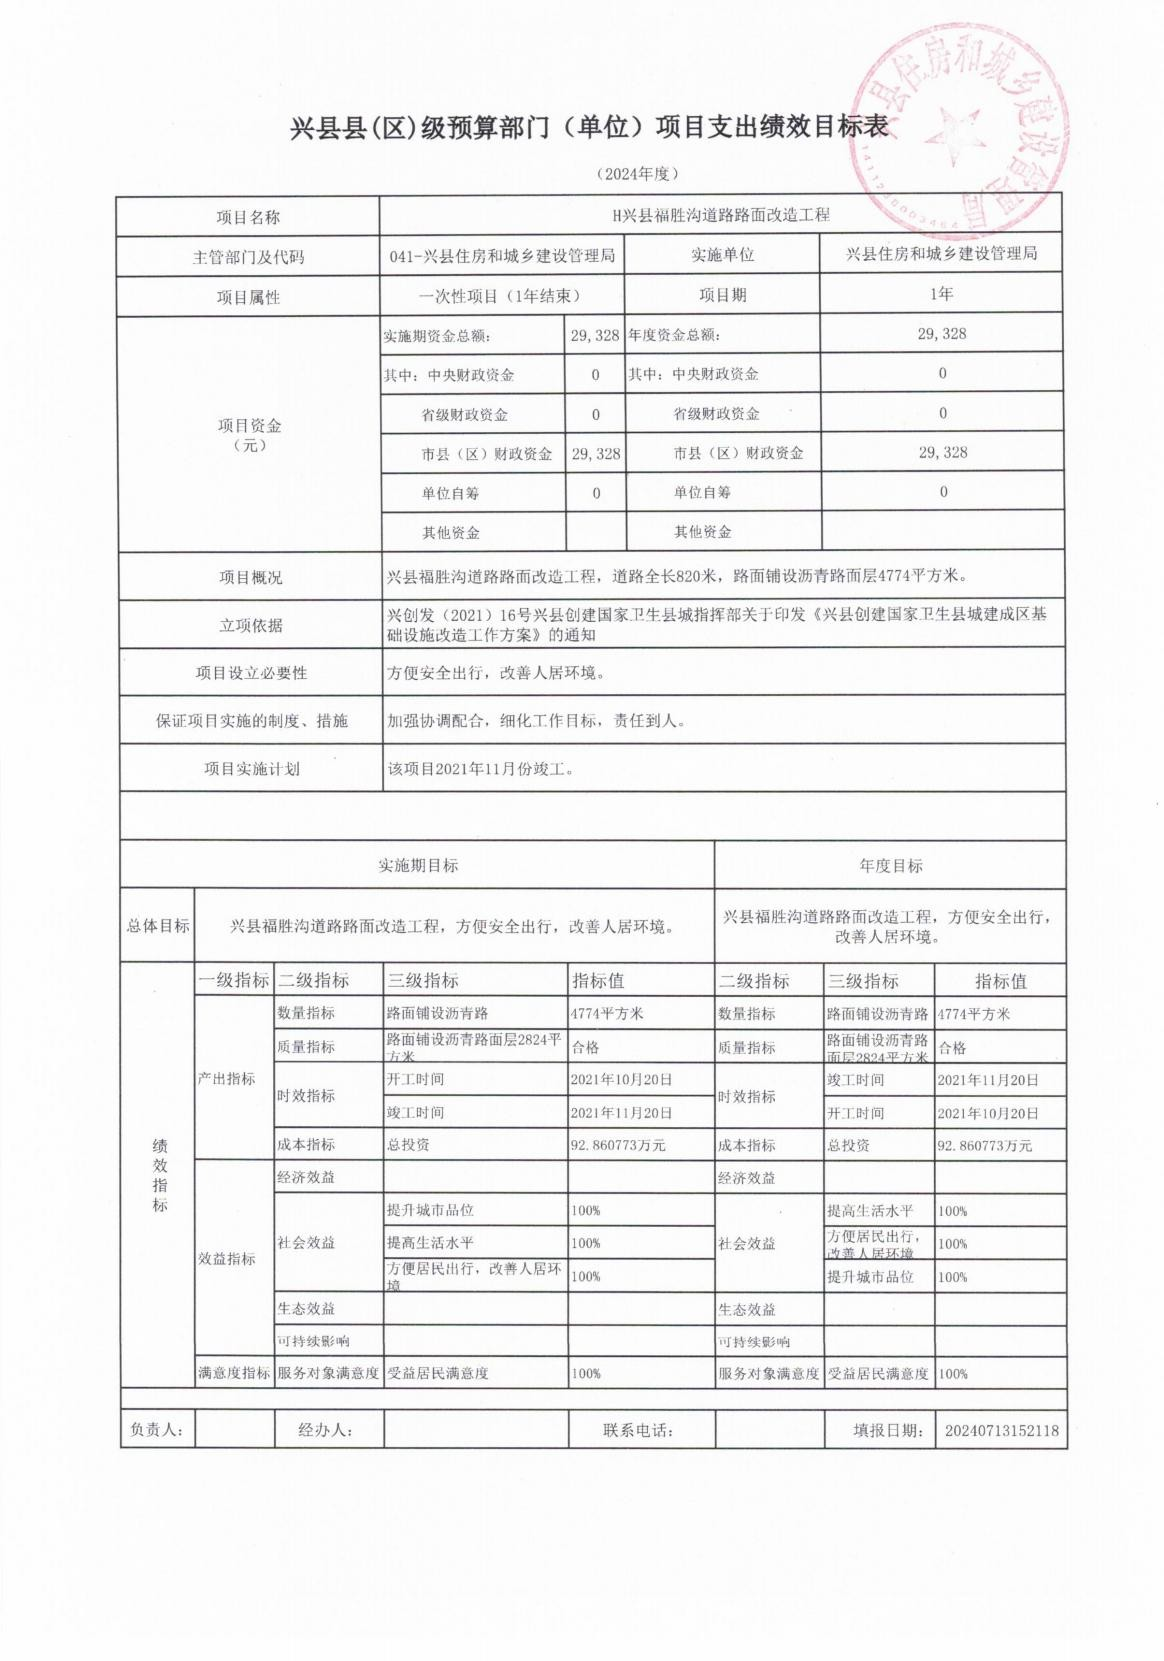 兴县县(区)级预算部门（单位）项目支出绩效目标表
（2024年度）
兴县住房和城乡建设管理局
项目名称 H兴县福胜沟道路路面改造工程
主管部门及代码 041-兴县住房和城乡建设管理局 实施单位 兴县住房和城乡建设管理局
项目属性 一次性项目（1年结束） 项目期 1年
项目资金
（元）
实施期资金总额： 29,328 年度资金总额： 29,328
其中：中央财政资金 0 其中：中央财政资金 0
省级财政资金 0 省级财政资金 0
市县（区）财政资金 29,328 市县（区）财政资金 29,328
单位自筹 0 单位自筹 0
其他资金 其他资金
项目概况 兴县福胜沟道路路面改造工程，道路全长820米，路面铺设沥青路面层4774平方米。
立项依据 兴创发（2021）16号兴县创建国家卫生县城指挥部关于印发《兴县创建国家卫生县城建成区基
础设施改造工作方案》的通知
项目设立必要性 方便安全出行，改善人居环境。
保证项目实施的制度、措施 加强协调配合，细化工作目标，责任到人。
项目实施计划 该项目2021年11月份竣工。
实施期目标 年度目标
总体目标 兴县福胜沟道路路面改造工程，方便安全出行，改善人居环境。 兴县福胜沟道路路面改造工程，方便安全出行，
改善人居环境。
绩效指标
一级指标 二级指标 三级指标 指标值 二级指标 三级指标 指标值
产出指标
数量指标 路面铺设沥青路 4774平方米 数量指标 路面铺设沥青路 4774平方米
质量指标 路面铺设沥青路面层2824平
方米 合格 质量指标 路面铺设沥青路
面层2824平方米 合格
时效指标 开工时间 2021年10月20日 时效指标 竣工时间 2021年11月20日
竣工时间 2021年11月20日 开工时间 2021年10月20日
成本指标 总投资 92.860773万元 成本指标 总投资 92.860773万元
效益指标
经济效益 经济效益
社会效益 提升城市品位 100% 社会效益 提高生活水平 100%
提高生活水平 100% 方便居民出行，
改善人居环境 100%
方便居民出行，改善人居环
境 100% 提升城市品位 100%
生态效益 生态效益
可持续影响 可持续影响
满意度指标 服务对象满意度 受益居民满意度 100% 服务对象满意度 受益居民满意度 100%
负责人： 经办人： 联系电话： 填报日期： 20240713152118